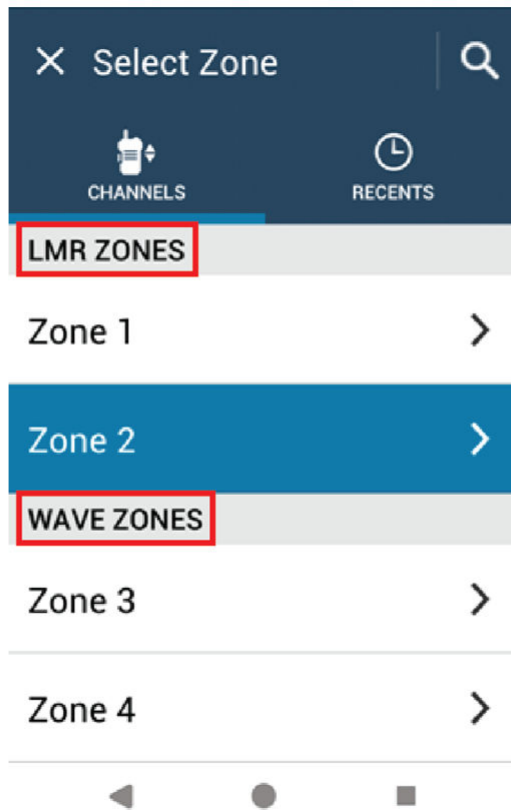 Select Zone
CHANNELS
RECENTS
LMR ZONES
Zone 1
Zone 2
WAVE ZONES
Zone 3
Zone 4